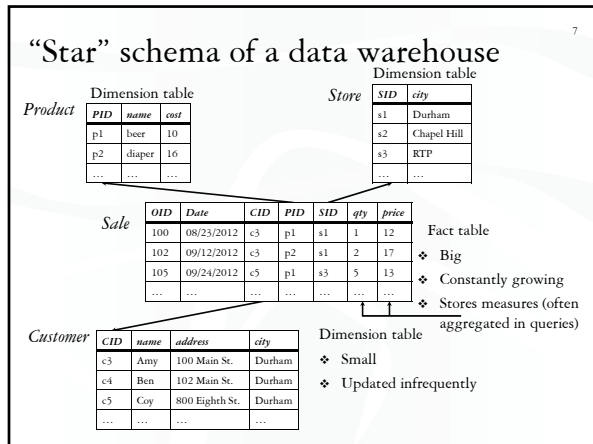 7
“Star” schema of a data warehouse
Dimension table
Product
PID name cost
p1 beer 10
p2 diaper 16
… … …
Dimension table
Store
SID city
s1 Durham
s2 Chapel Hill
s3 RTP
… …
Sale
OID Date CID PID SID qty price
100 08/23/2012 c3 p1 s1 1 12
102 09/12/2012 c3 p2 s1 2 17
105 09/24/2012 c5 p1 s3 5 13
… … … … … … …
Fact table
❖ Big
❖ Constantly growing
❖ Stores measures (often
aggregated in queries)
Customer
CID name address city
c3 Amy 100 Main St. Durham
c4 Ben 102 Main St. Durham
c5 Coy 800 Eighth St. Durham
… … … …
Dimension table
❖ Small
❖ Updated infrequently